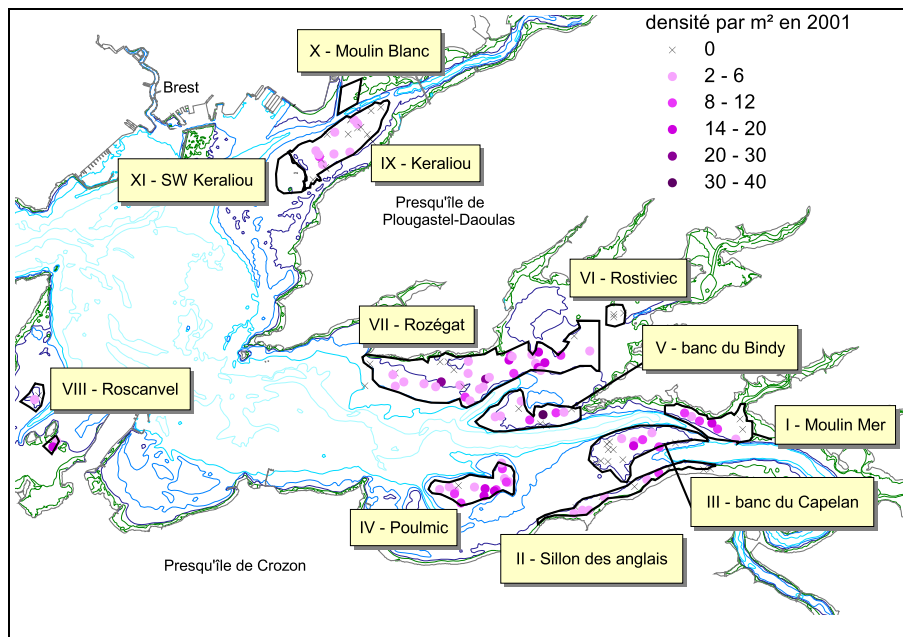 densité par m² en 2001
0
2 - 6
8 - 12
14 - 20
20 - 30
30 - 40
X - Moulin Blanc
Brest
XI - SW Keraliou
IX - Keraliou
Presqu'île de
Plougastel-Daoulas
VI - Rostiviec
VII - Rozégat
V - banc du Bindy
VIII - Roscanvel
I - Moulin Mer
III - banc du Capelan
IV - Poulmic
II - Sillon des anglais
Presqu'île de Crozon